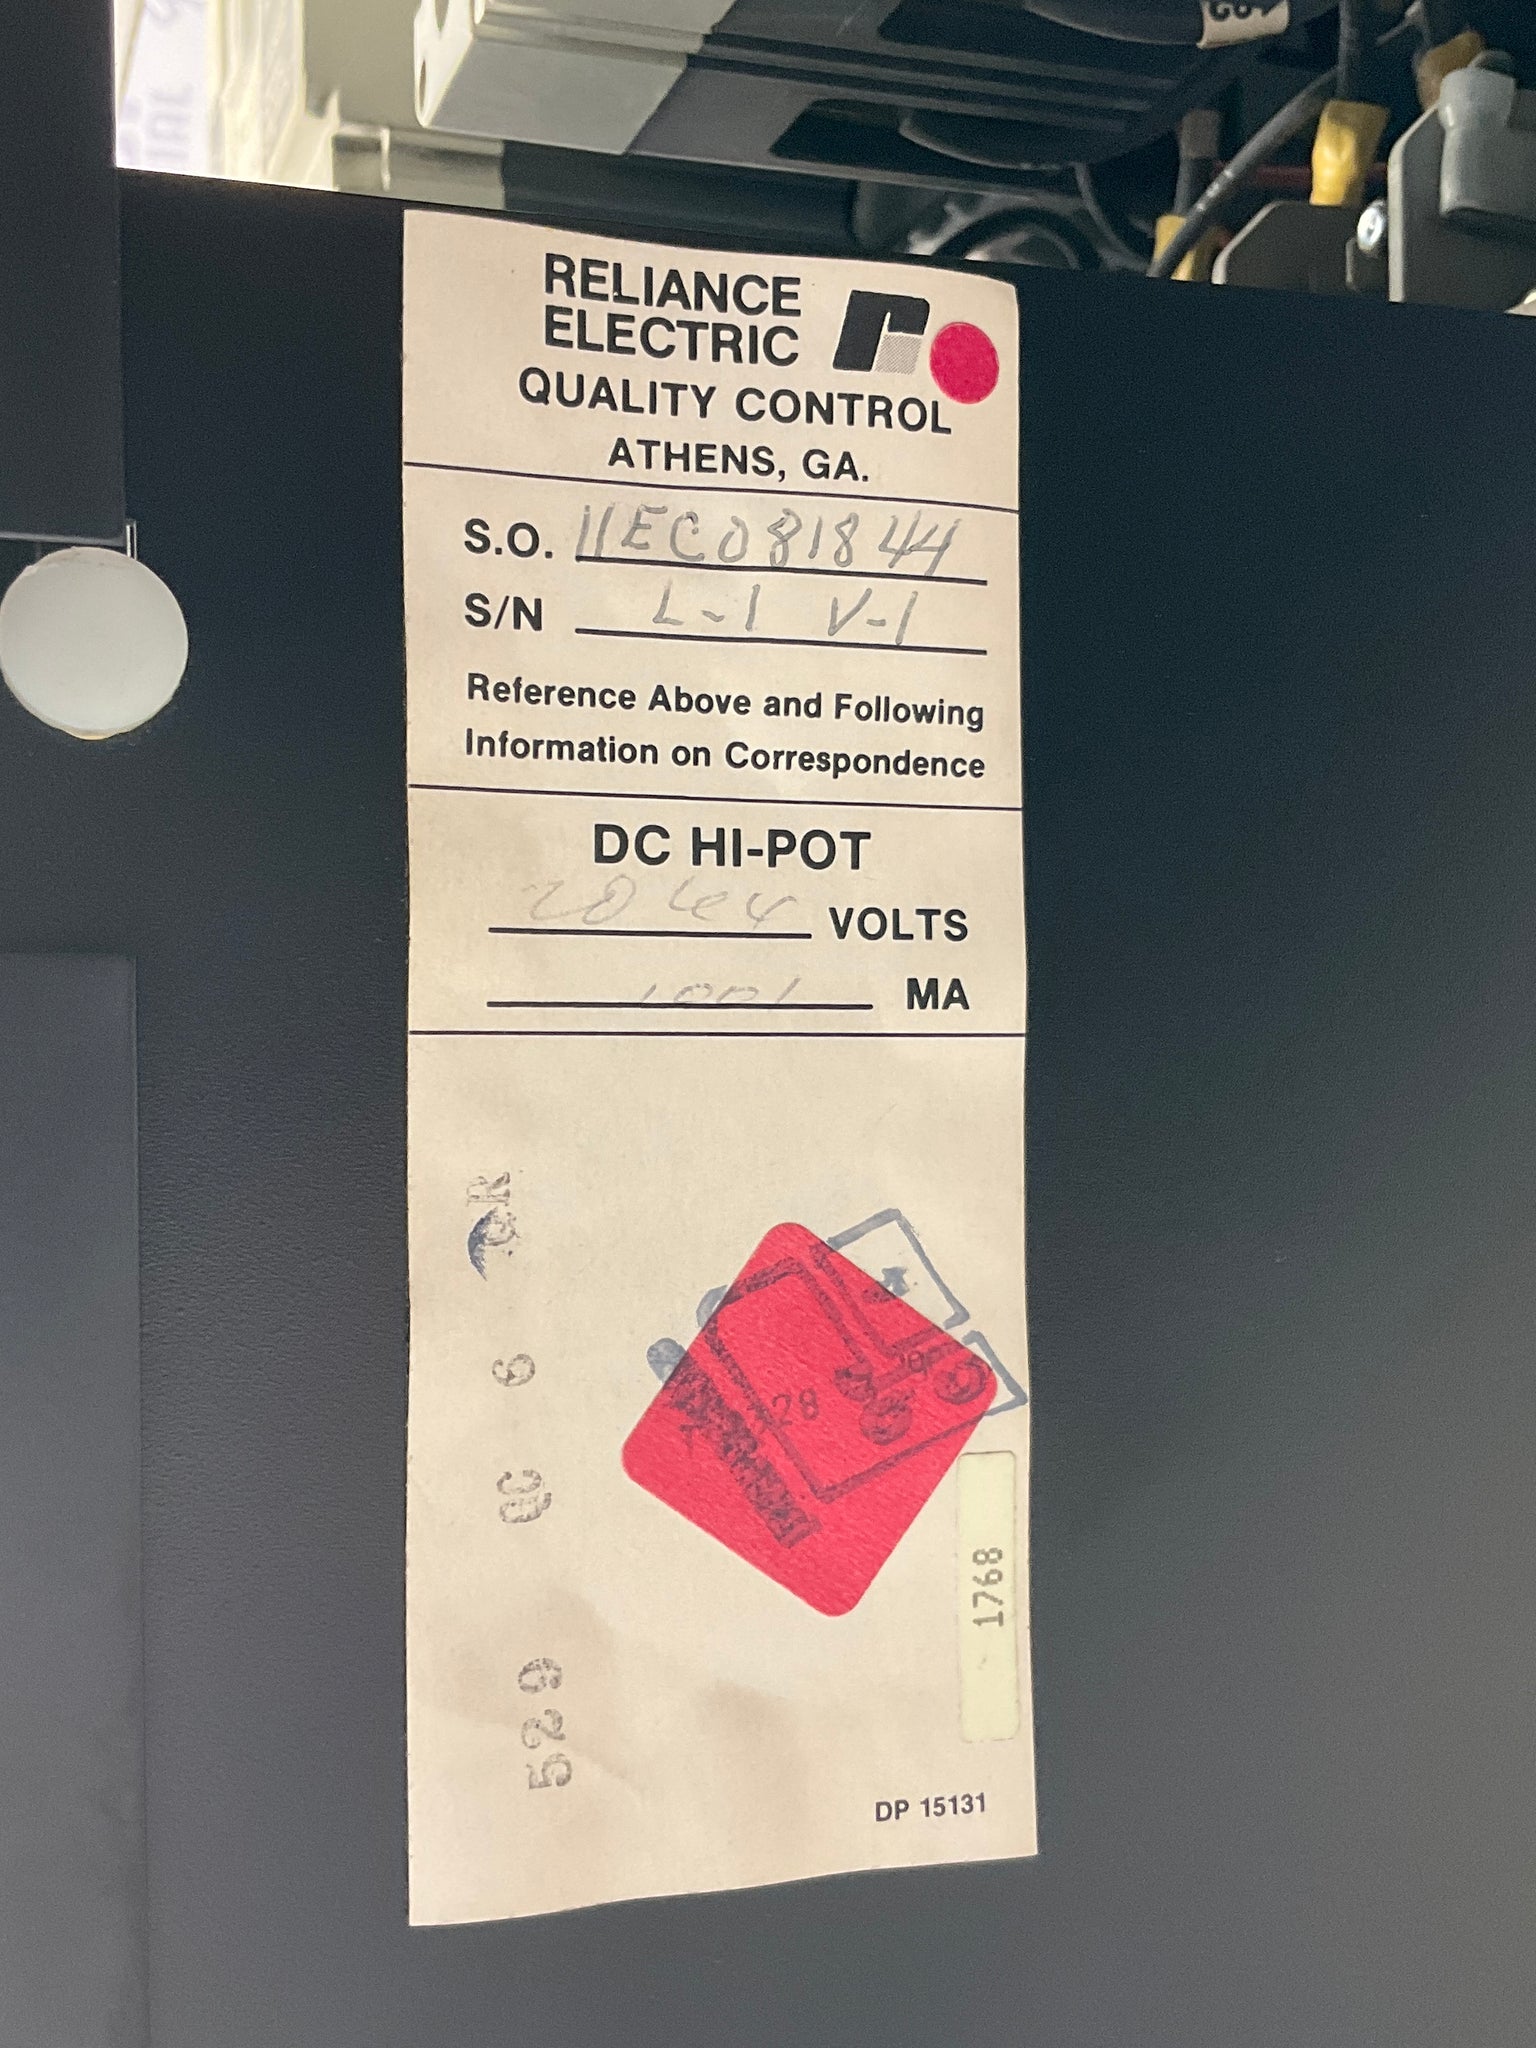 RELIANCE
ELECTRIC
QUALITY CONTROL
ATHENS, GA.
S.O. 11EC081844
S/N L-1 V-1
Reference Above and Following
Information on Correspondence
DC HI-POT
VOLTS
MA
QR
6
QC
529
28
1768
DP 15131